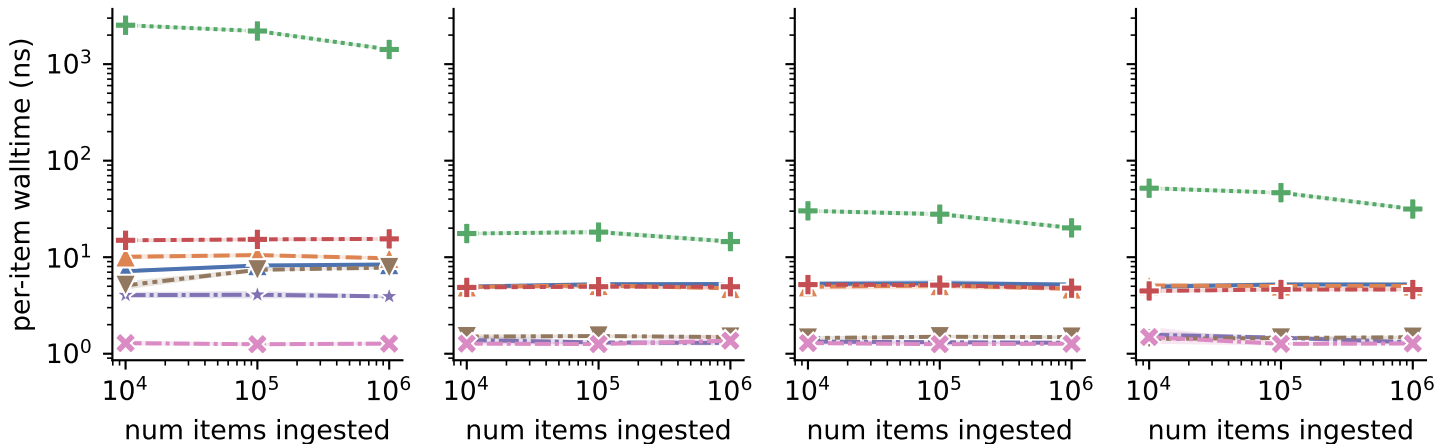 per-item walltime (ns)
10³
10²
10¹
10⁰
10⁴ 10⁵ 10⁶ 10⁴ 10⁵ 10⁶ 10⁴ 10⁵ 10⁶ 10⁴ 10⁵ 10⁶
num items ingested num items ingested num items ingested num items ingested